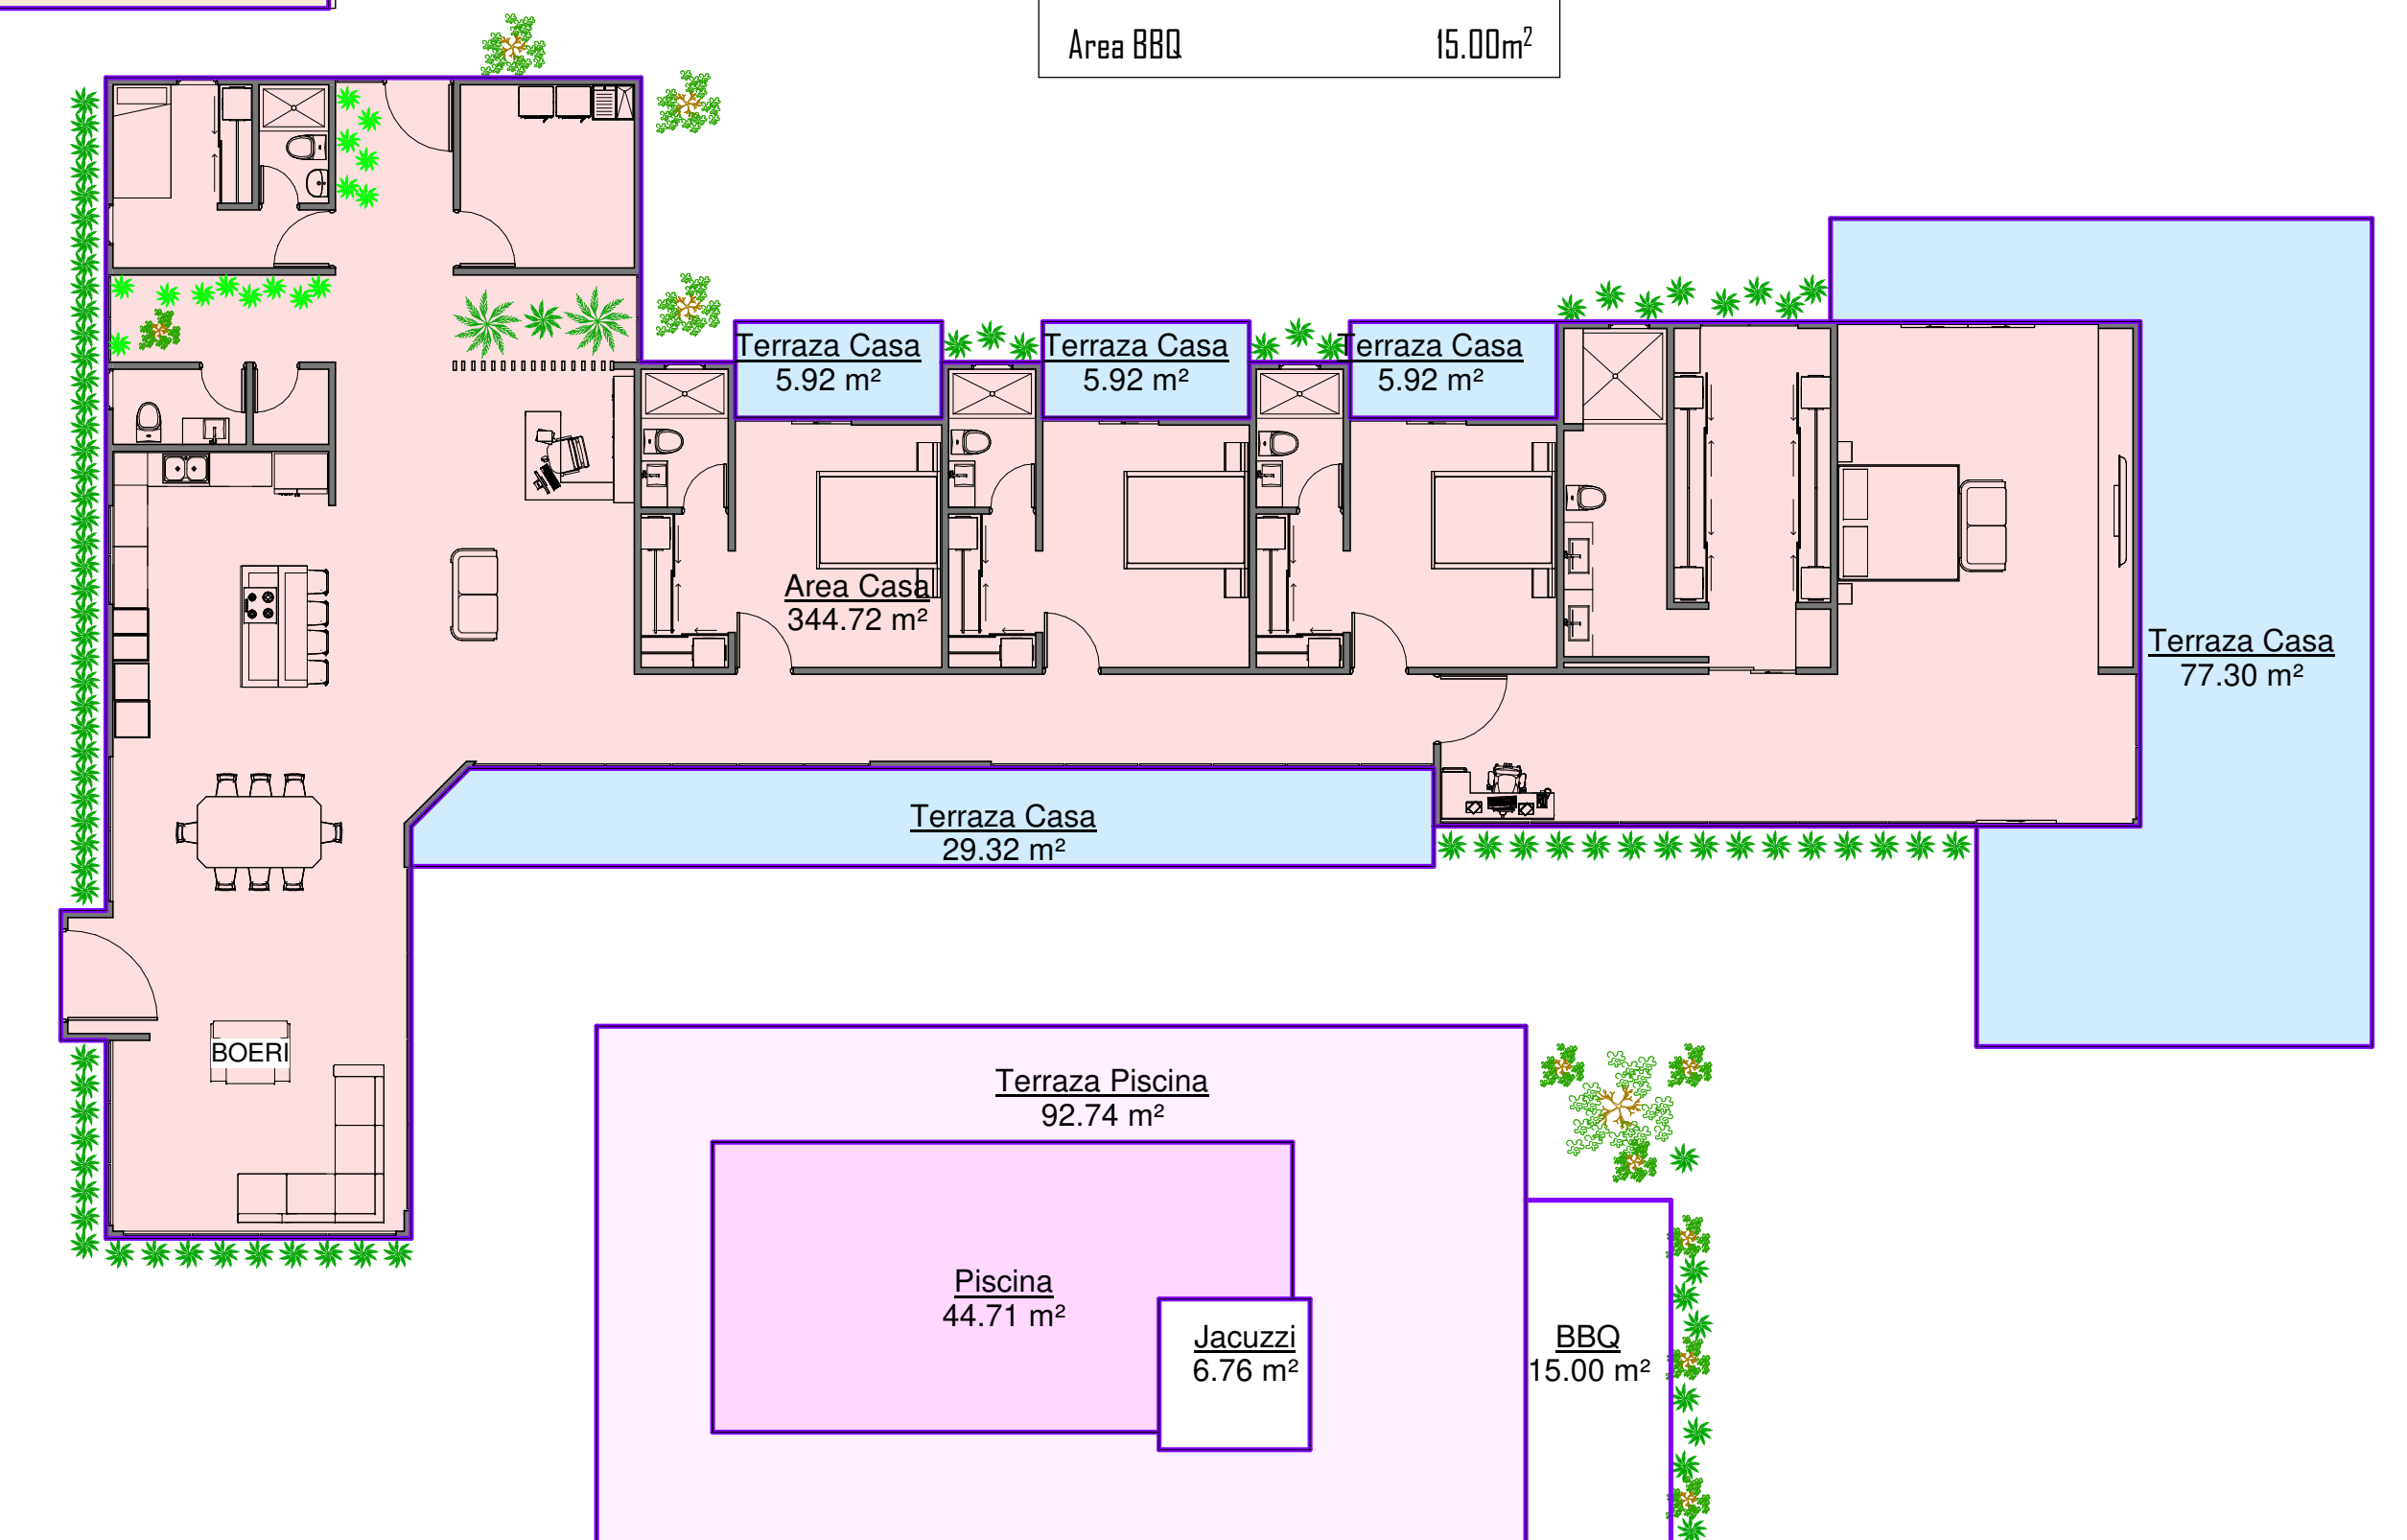 Area BBQ 15.00m²
Terraza Casa
5.92 m²
Terraza Casa
5.92 m²
Terraza Casa
5.92 m²
Area Casa
344.72 m²
Terraza Casa
77.30 m²
Terraza Casa
29.32 m²
BOERI
Terraza Piscina
92.74 m²
Piscina
44.71 m²
Jacuzzi
6.76 m²
BBQ
15.00 m²